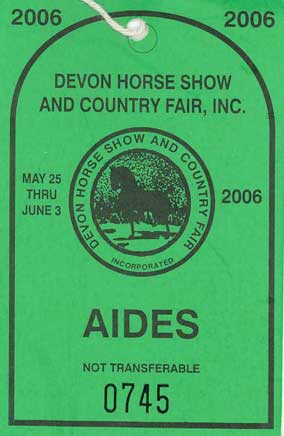 2006 2006
DEVON HORSE SHOW
AND COUNTRY FAIR, INC.
DEVON HORSE SHOW AND COUNTRY FAIR
INCORPORATED
MAY 25
THRU
JUNE 3
2006
AIDES
NOT TRANSFERABLE
0745